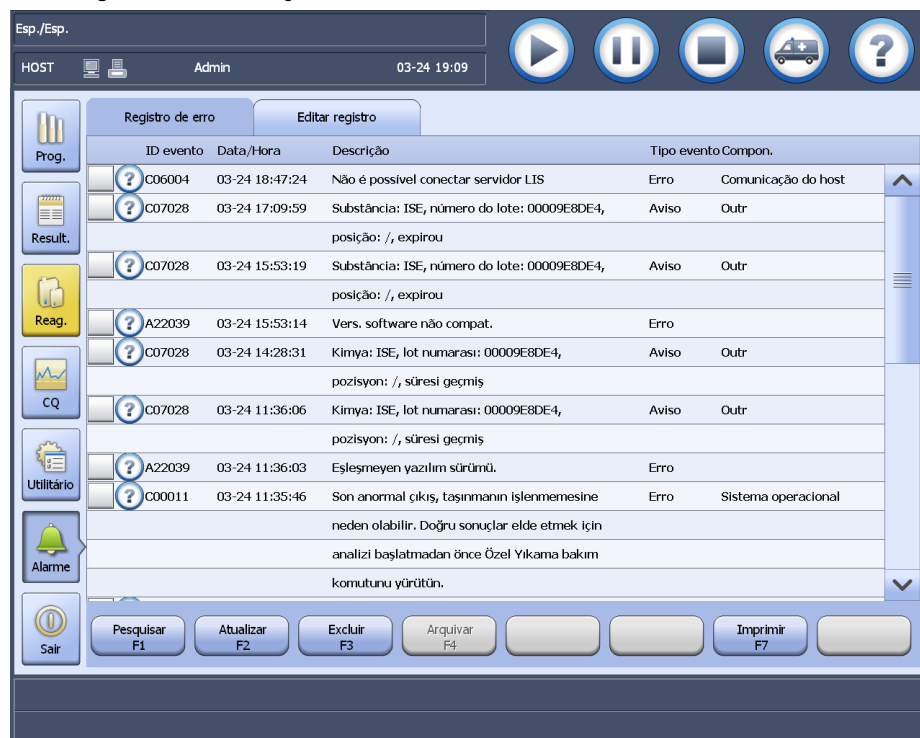 Esp./Esp.
HOST Admin 03-24 19:09
Prog.
Result.
Reag.
CQ
Utilitário
Alarme
Sair
Registro de erro Editar registro
ID evento Data/Hora Descrição Tipo evento Compon.
C06004 03-24 18:47:24 Não é possível conectar servidor LIS Erro Comunicação do host
C07028 03-24 17:09:59 Substância: ISE, número do lote: 00009E8DE4, Aviso Outr
posição: /, expirou
C07028 03-24 15:53:19 Substância: ISE, número do lote: 00009E8DE4, Aviso Outr
posição: /, expirou
A22039 03-24 15:53:14 Vers. software não compat. Erro
C07028 03-24 14:28:31 Kimya: ISE, lot numarası: 00009E8DE4, Aviso Outr
pozisyon: /, süresi geçmiş
C07028 03-24 11:36:06 Kimya: ISE, lot numarası: 00009E8DE4, Aviso Outr
pozisyon: /, süresi geçmiş
A22039 03-24 11:36:03 Eşleşmeyen yazılım sürümü. Erro
C00011 03-24 11:35:46 Son anormal çıkış, taşınmanın işlenmemesine Erro Sistema operacional
neden olabilir. Doğru sonuçlar elde etmek için
analizi başlatmadan önce Özel Yıkama bakım
komutunu yürütün.
Pesquisar Atualizar Excluir Arquivar Imprimir
F1 F2 F3 F4 F7